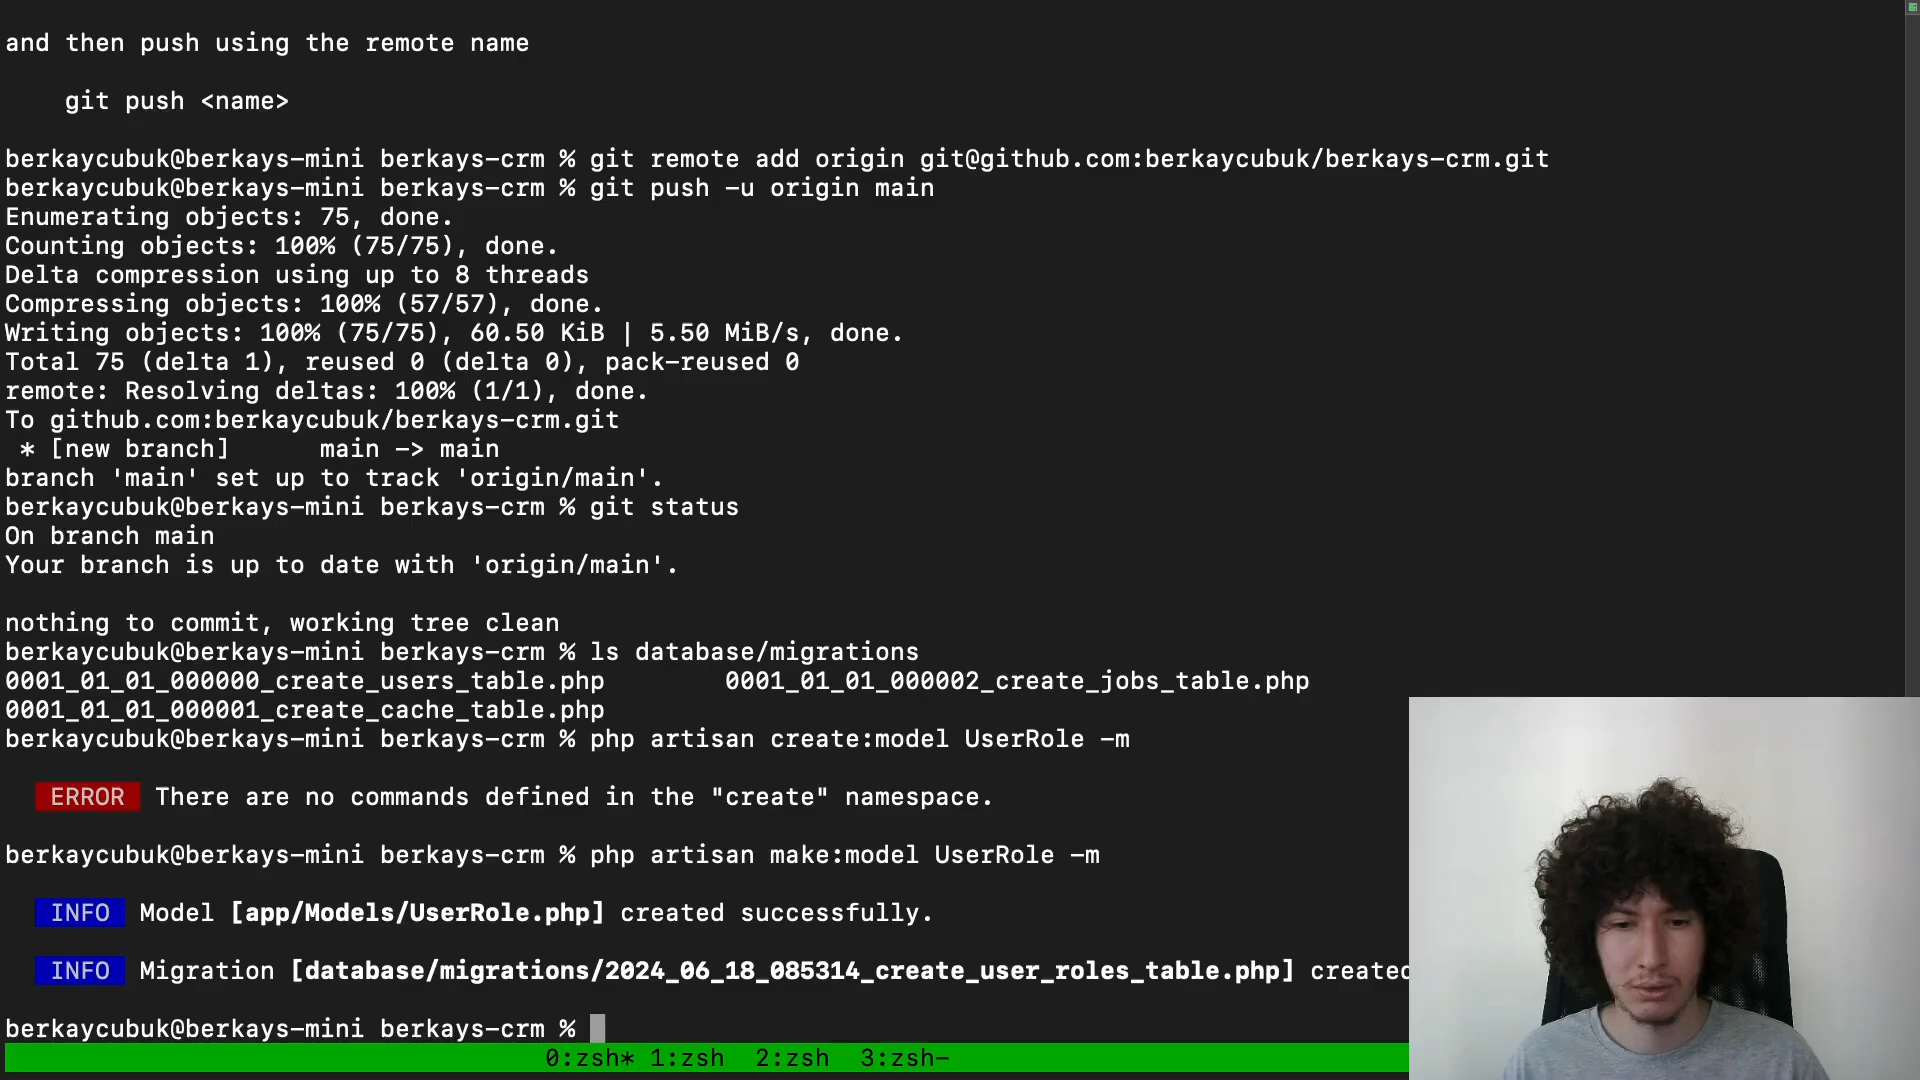 and then push using the remote name
git push <name>
berkaycubuk@berkays-mini berkays-crm % git remote add origin git@github.com:berkaycubuk/berkays-crm.git
berkaycubuk@berkays-mini berkays-crm % git push -u origin main
Enumerating objects: 75, done.
Counting objects: 100% (75/75), done.
Delta compression using up to 8 threads
Compressing objects: 100% (57/57), done.
Writing objects: 100% (75/75), 60.50 KiB | 5.50 MiB/s, done.
Total 75 (delta 1), reused 0 (delta 0), pack-reused 0
remote: Resolving deltas: 100% (1/1), done.
To github.com:berkaycubuk/berkays-crm.git
 * [new branch]      main -> main
branch 'main' set up to track 'origin/main'.
berkaycubuk@berkays-mini berkays-crm % git status
On branch main
Your branch is up to date with 'origin/main'.
nothing to commit, working tree clean
berkaycubuk@berkays-mini berkays-crm % ls database/migrations
0001_01_01_000000_create_users_table.php        0001_01_01_000002_create_jobs_table.php
0001_01_01_000001_create_cache_table.php
berkaycubuk@berkays-mini berkays-crm % php artisan create:model UserRole -m
ERROR There are no commands defined in the "create" namespace.
berkaycubuk@berkays-mini berkays-crm % php artisan make:model UserRole -m
INFO Model [app/Models/UserRole.php] created successfully.
INFO Migration [database/migrations/2024_06_18_085314_create_user_roles_table.php] created
berkaycubuk@berkays-mini berkays-crm %
0:zsh* 1:zsh  2:zsh  3:zsh-